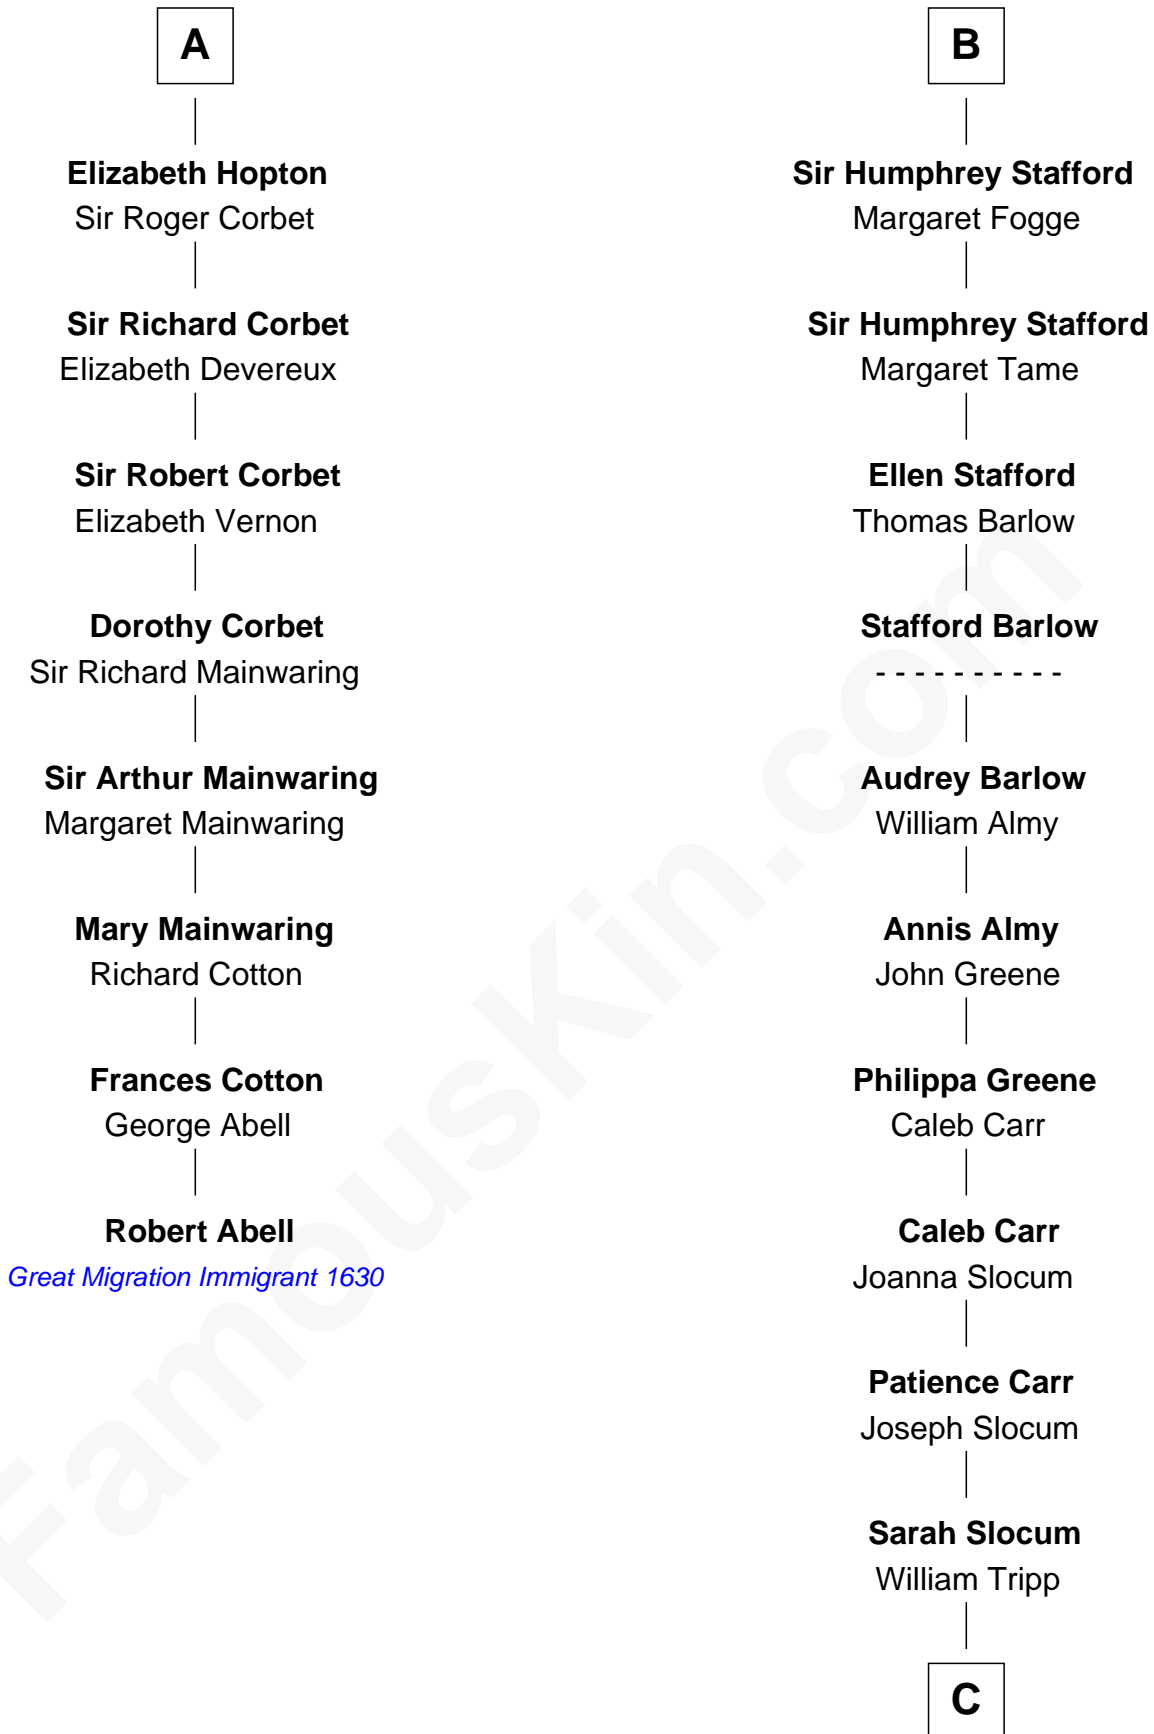 A
Elizabeth Hopton
Sir Roger Corbet
Sir Richard Corbet
Elizabeth Devereux
Sir Robert Corbet
Elizabeth Vernon
Dorothy Corbet
Sir Richard Mainwaring
Sir Arthur Mainwaring
Margaret Mainwaring
Mary Mainwaring
Richard Cotton
Frances Cotton
George Abell
Robert Abell
Great Migration Immigrant 1630
B
Sir Humphrey Stafford
Margaret Fogge
Sir Humphrey Stafford
Margaret Tame
Ellen Stafford
Thomas Barlow
Stafford Barlow
- - - - - - - - - -
Audrey Barlow
William Almy
Annis Almy
John Greene
Philippa Greene
Caleb Carr
Caleb Carr
Joanna Slocum
Patience Carr
Joseph Slocum
Sarah Slocum
William Tripp
C
FamousKin.com